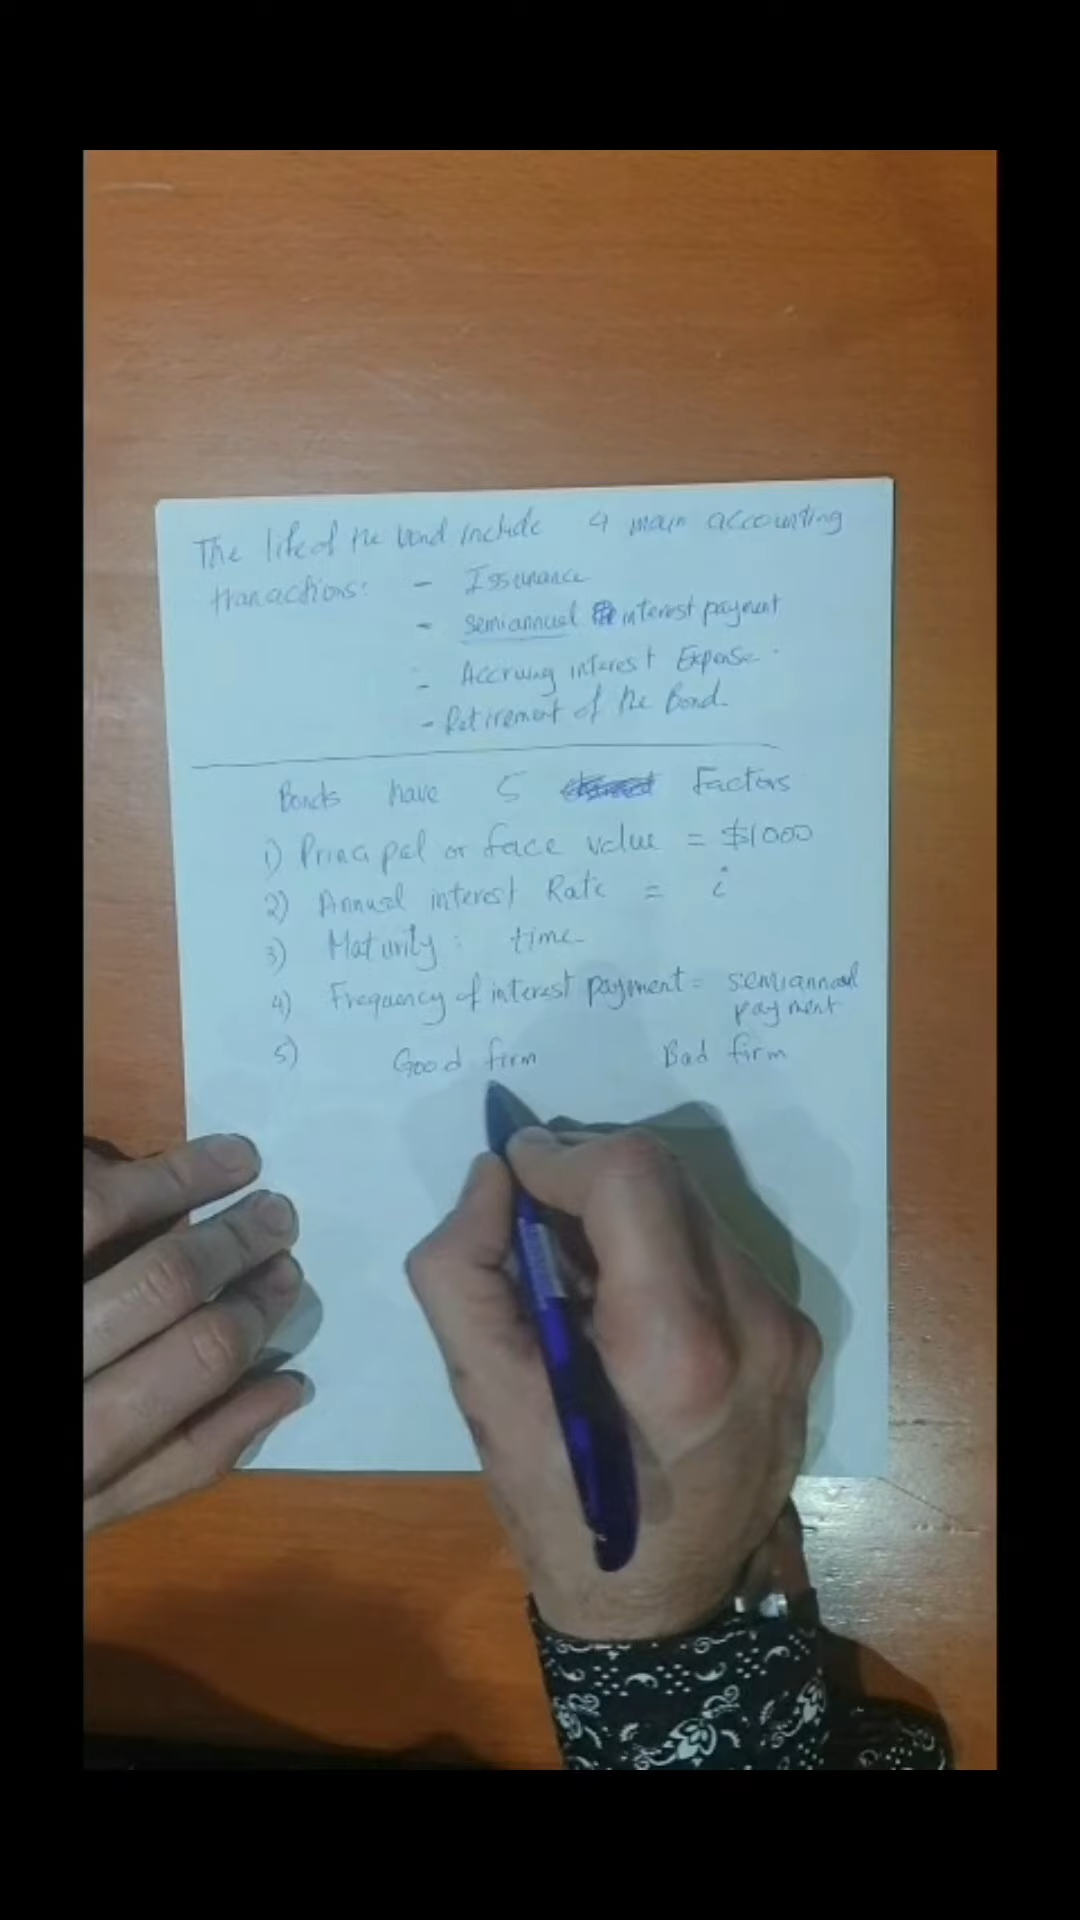 The life of the bond include 4 main accounting
tranactions: - Issunance
- semiannual interest payment
- Accruing interest Expense.
- Retirement of the Bond.
Bonds have 5 Factors
1) Principal or face value = $1000
2) Annual interest Rate = i
3) Maturity: time
4) Frequency of interest payment = semiannual
payment
5) Good firm Bad firm